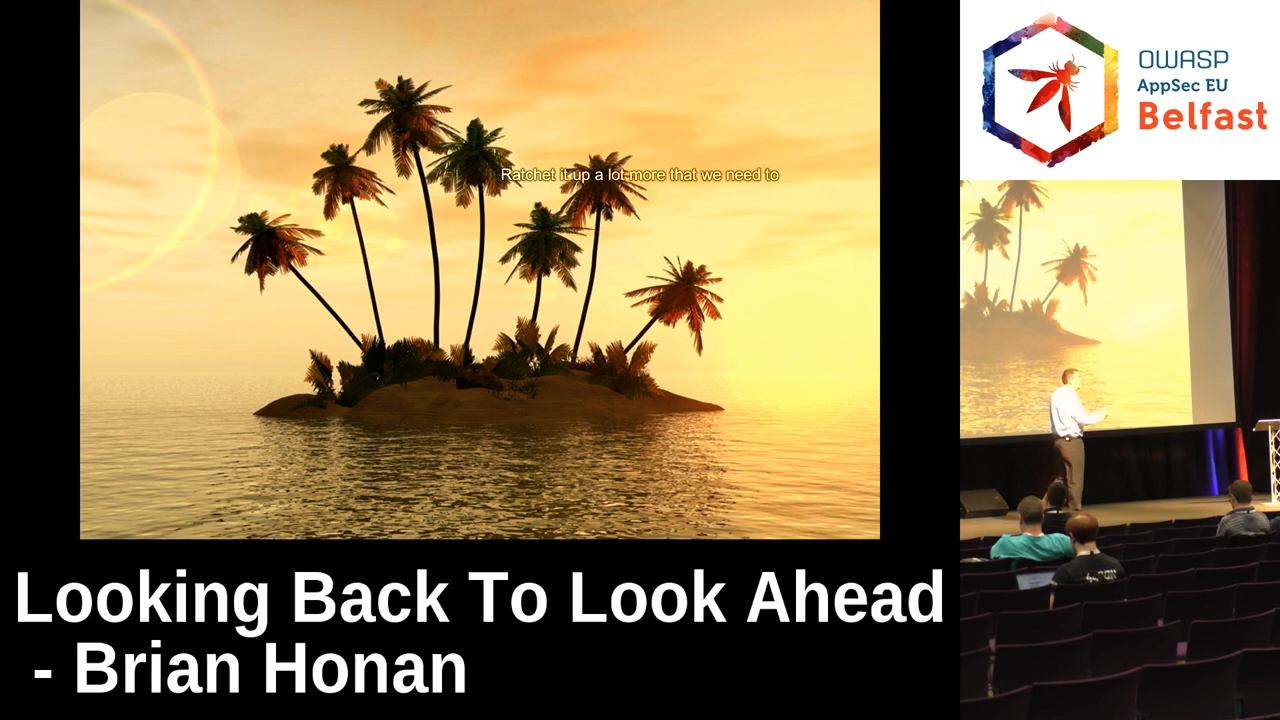 Ratchet it up a lot more that we need to
OWASP
AppSec EU
Belfast
Looking Back To Look Ahead
- Brian Honan